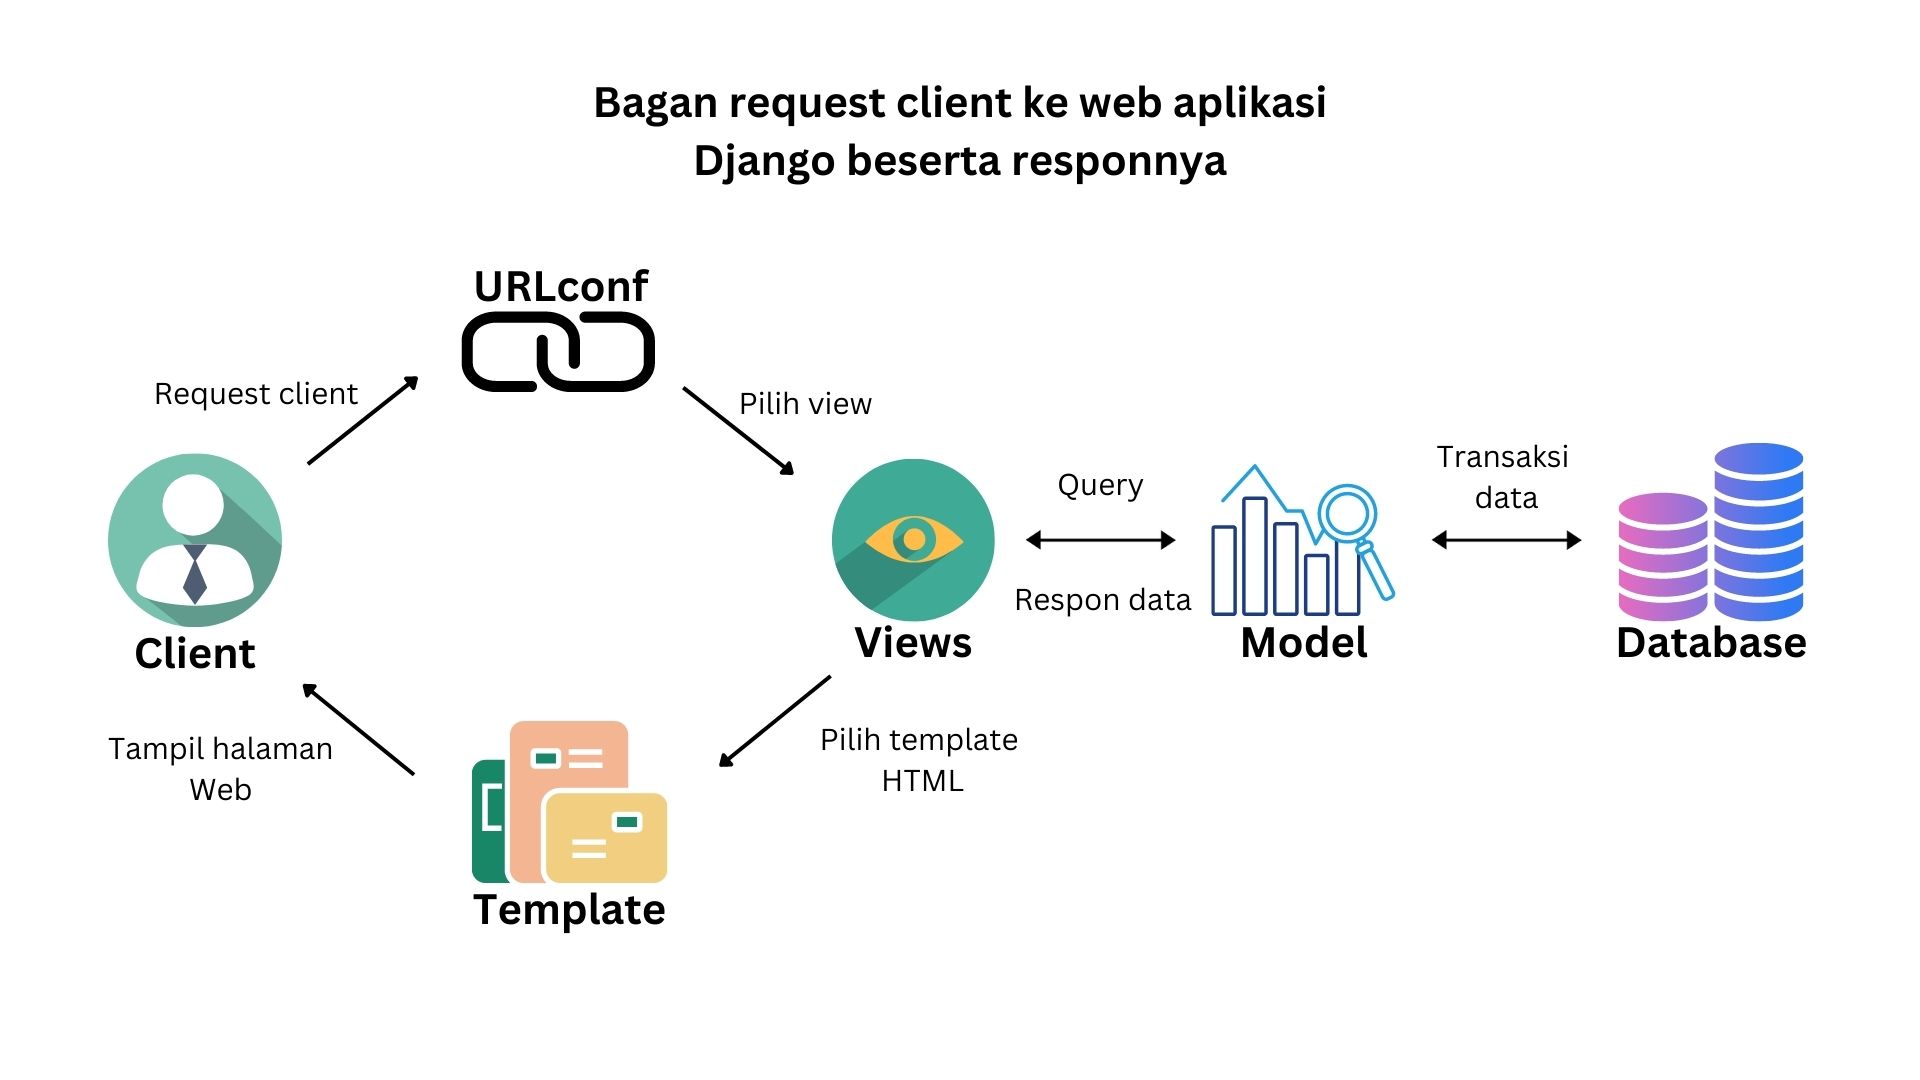 Bagan request client ke web aplikasi
Django beserta responnya
URLconf
Request client
Pilih view
Client
Views
Query
Respon data
Model
Transaksi
data
Database
Tampil halaman
Web
Template
Pilih template
HTML